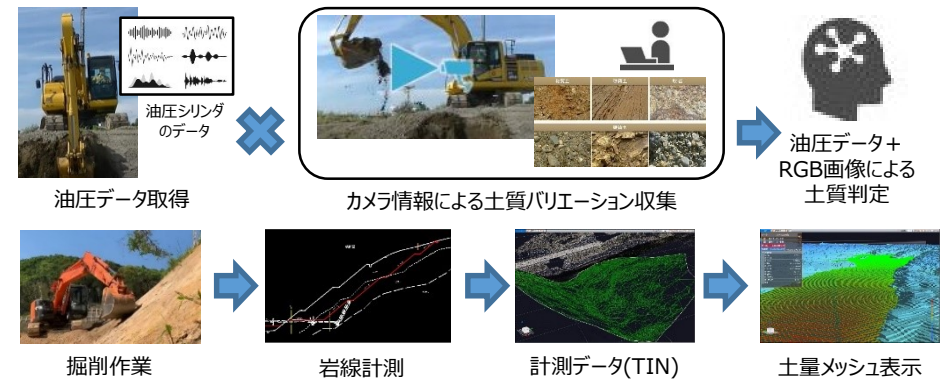 油圧シリンダ
のデータ
油圧データ取得
カメラ情報による土質バリエーション収集
油圧データ＋
RGB画像による
土質判定
掘削作業
岩線計測
計測データ(TIN)
土量メッシュ表示